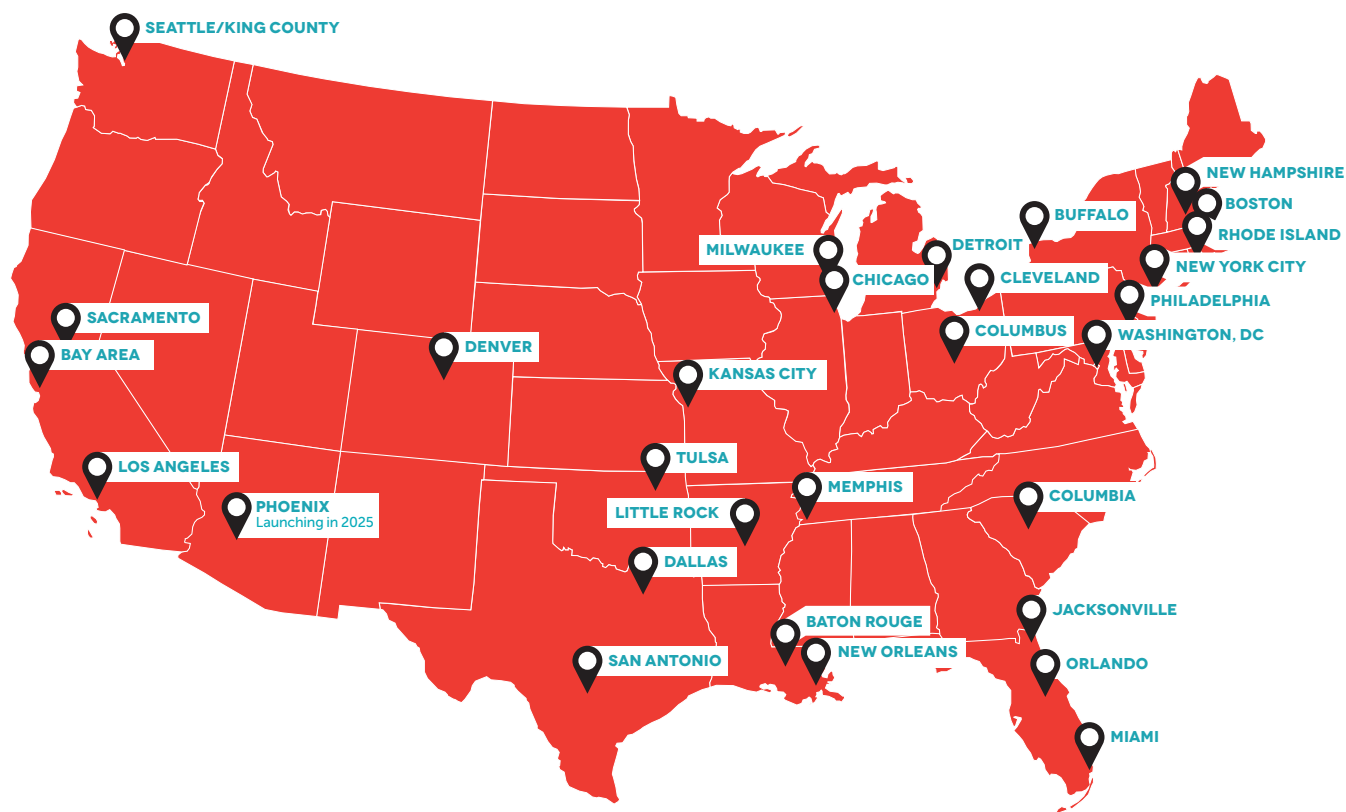 SEATTLE/KING COUNTY
NEW HAMPSHIRE
BOSTON
BUFFALO
RHODE ISLAND
DETROIT
MILWAUKEE
NEW YORK CITY
CHICAGO
CLEVELAND
PHILADELPHIA
SACRAMENTO
COLUMBUS
WASHINGTON, DC
DENVER
BAY AREA
KANSAS CITY
TULSA
LOS ANGELES
MEMPHIS
COLUMBIA
PHOENIX
Launching in 2025
LITTLE ROCK
DALLAS
JACKSONVILLE
BATON ROUGE
NEW ORLEANS
SAN ANTONIO
ORLANDO
MIAMI